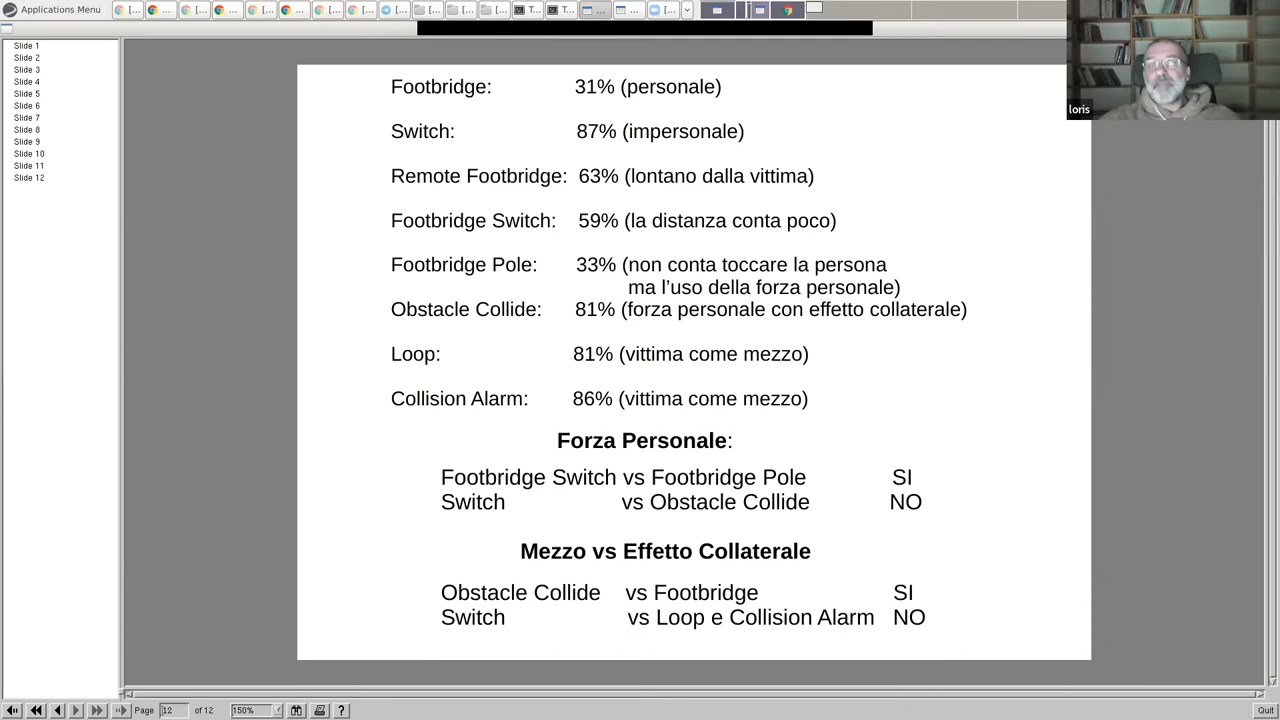 Applications Menu
Slide 1
Slide 2
Slide 3
Slide 4
Slide 5
Slide 6
Slide 7
Slide 8
Slide 9
Slide 10
Slide 11
Slide 12
Footbridge: 31% (personale)
Switch: 87% (impersonale)
Remote Footbridge: 63% (lontano dalla vittima)
Footbridge Switch: 59% (la distanza conta poco)
Footbridge Pole: 33% (non conta toccare la persona
ma l’uso della forza personale)
Obstacle Collide: 81% (forza personale con effetto collaterale)
Loop: 81% (vittima come mezzo)
Collision Alarm: 86% (vittima come mezzo)
Forza Personale:
Footbridge Switch vs Footbridge Pole SI
Switch vs Obstacle Collide NO
Mezzo vs Effetto Collaterale
Obstacle Collide vs Footbridge SI
Switch vs Loop e Collision Alarm NO
loris
Page 12 of 12 150% ? Quit